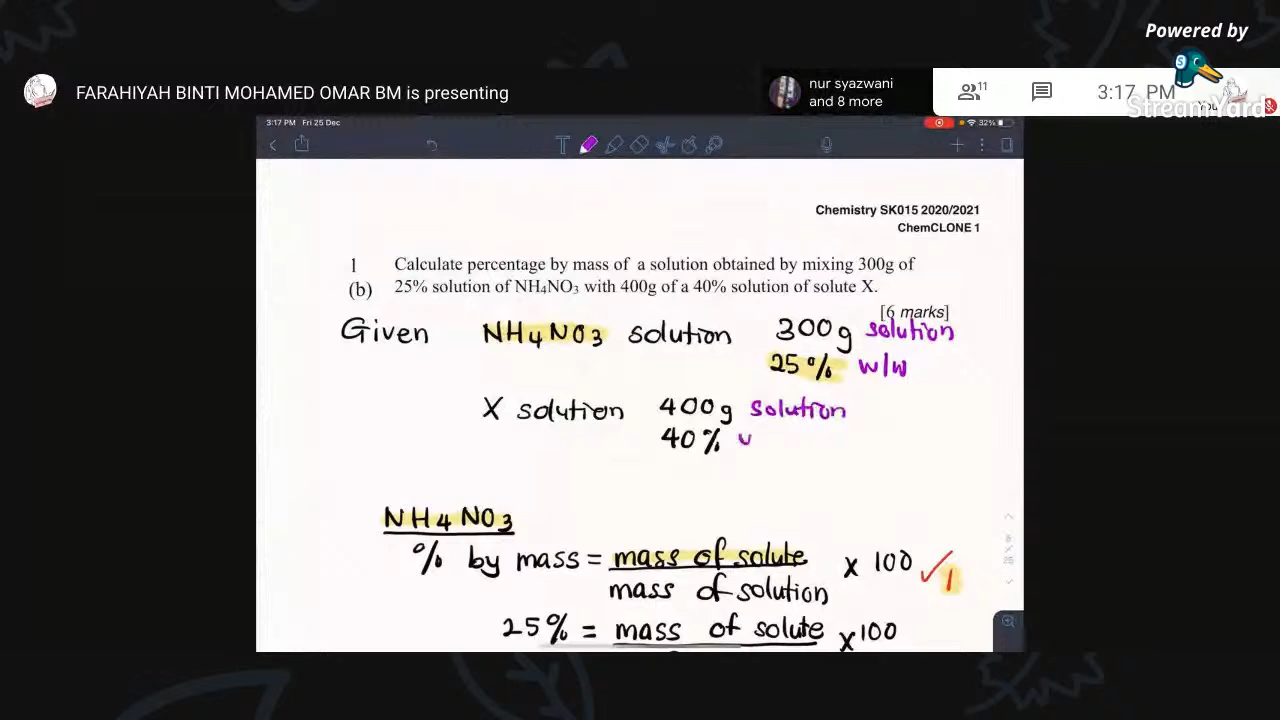 Powered by
StreamYard
FARAHIYAH BINTI MOHAMED OMAR BM is presenting
nur syazwani
and 8 more
11
3:17 PM
You
3:17 PM Fri 25 Dec
32%
Chemistry SK015 2020/2021
ChemCLONE 1
1 Calculate percentage by mass of a solution obtained by mixing 300g of
(b) 25% solution of NH4NO3 with 400g of a 40% solution of solute X.
[6 marks]
Given NH4NO3 solution 300g solution
25% w/w
X solution 400g solution
40%
NH4NO3
% by mass = mass of solute x 100 ✓1
mass of solution
25% = mass of solute x100